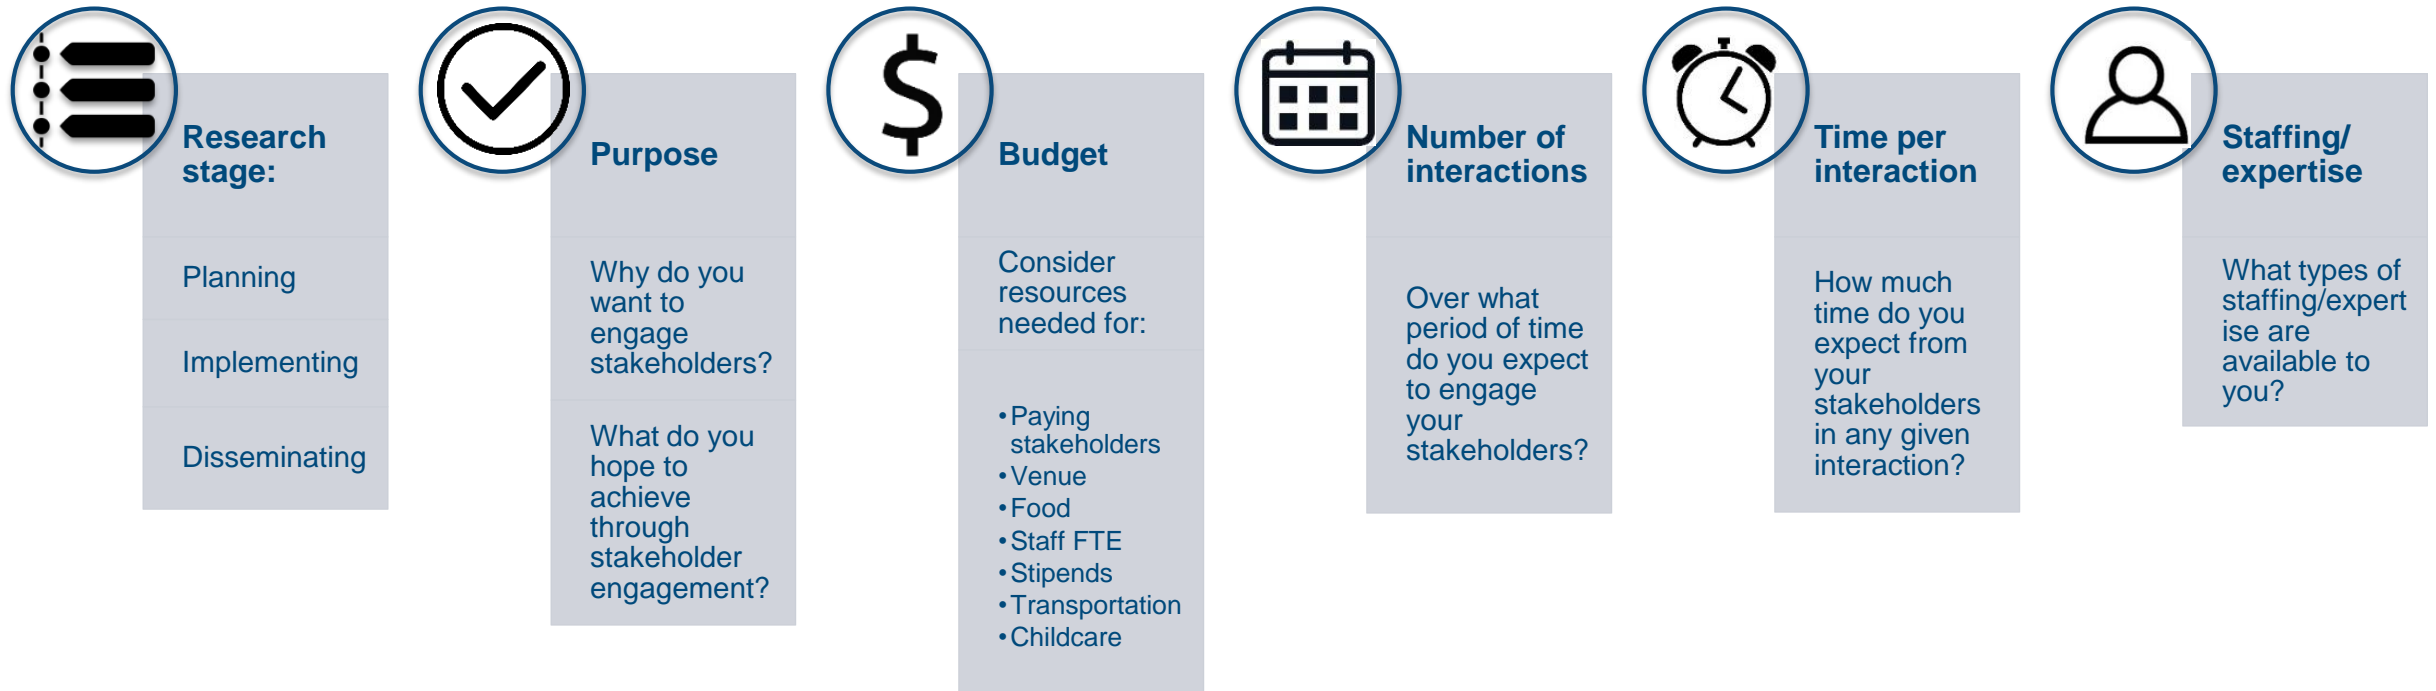 Research
stage:
Planning
Implementing
Disseminating
Purpose
Why do you
want to
engage
stakeholders?
What do you
hope to
achieve
through
stakeholder
engagement?
$
Budget
Consider
resources
needed for:
•Paying
stakeholders
•Venue
•Food
•Staff FTE
•Stipends
•Transportation
•Childcare
Number of
interactions
Over what
period of time
do you expect
to engage
your
stakeholders?
Time per
interaction
How much
time do you
expect from
your
stakeholders
in any given
interaction?
Staffing/
expertise
What types of
staffing/expert
ise are
available to
you?